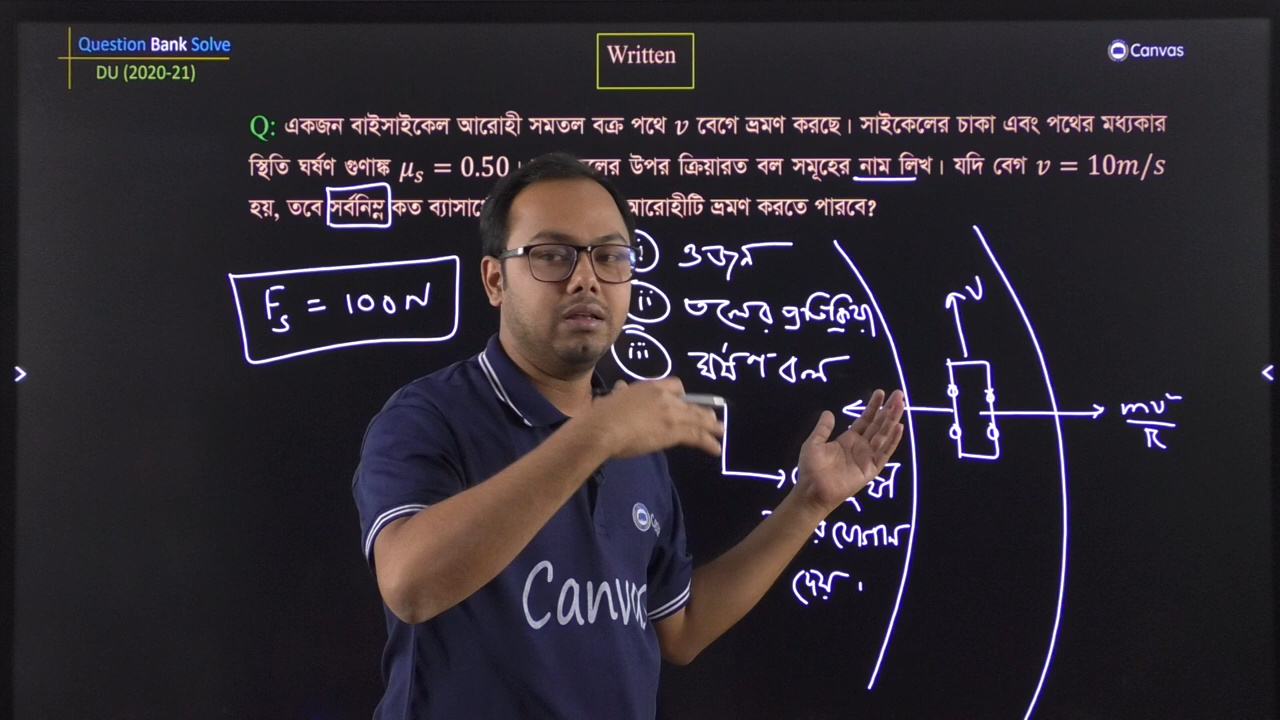 Question Bank Solve
DU (2020-21)
Written
Canvas
Q: একজন বাইসাইকেল আরোহী সমতল বক্র পথে v বেগে ভ্রমণ করছে। সাইকেলের চাকা এবং পথের মধ্যকার
স্থিতি ঘর্ষণ গুণাঙ্ক μₛ = 0.50। লের উপর ক্রিয়ারত বল সমূহের নাম লিখ। যদি বেগ v = 10m/s
হয়, তবে সর্বনিম্ন কত আরোহীটি ভ্রমণ করতে পারবে?
Fₛ = 100N
i ওজন
ii তলের প্রতিক্রিয়া
iii ঘর্ষণ বল
v
mv²/R
যোগান
দেয়।
Canvas